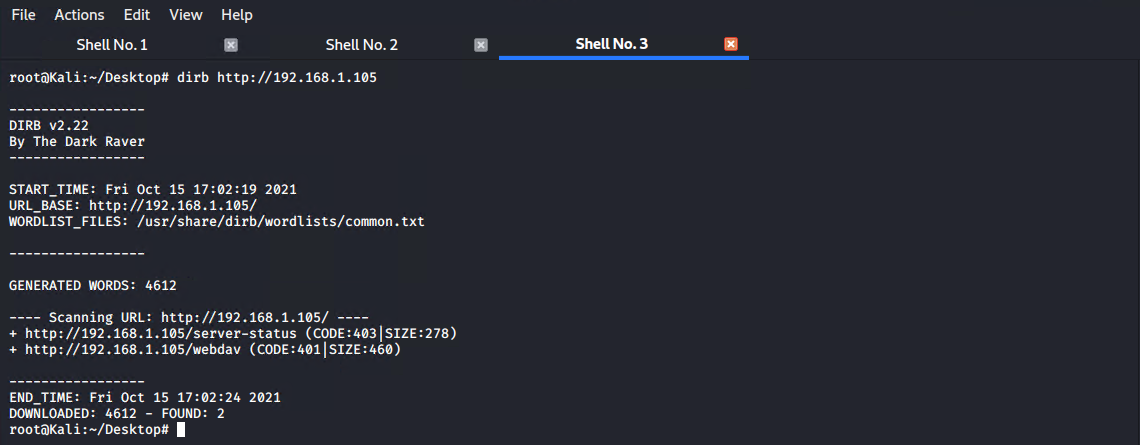 File Actions Edit View Help
Shell No. 1 Shell No. 2 Shell No. 3
root@Kali:~/Desktop# dirb http://192.168.1.105
-----------------
DIRB v2.22
By The Dark Raver
-----------------
START_TIME: Fri Oct 15 17:02:19 2021
URL_BASE: http://192.168.1.105/
WORDLIST_FILES: /usr/share/dirb/wordlists/common.txt
-----------------
GENERATED WORDS: 4612
---- Scanning URL: http://192.168.1.105/ ----
+ http://192.168.1.105/server-status (CODE:403|SIZE:278)
+ http://192.168.1.105/webdav (CODE:401|SIZE:460)
-----------------
END_TIME: Fri Oct 15 17:02:24 2021
DOWNLOADED: 4612 - FOUND: 2
root@Kali:~/Desktop#